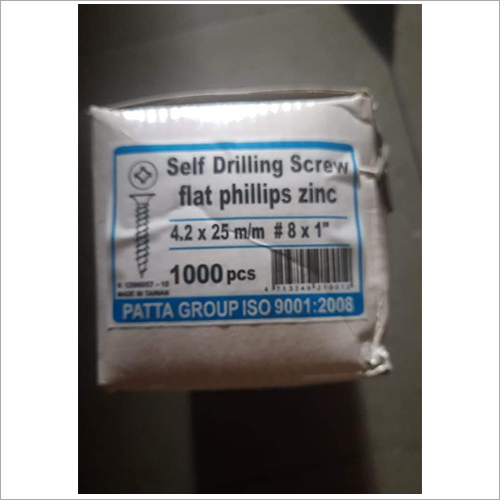 Self Drilling Screw
flat phillips zinc
4.2 x 25 m/m # 8 x 1"
1000 pcs
MADE IN TAIWAN
PATTA GROUP ISO 9001:2008